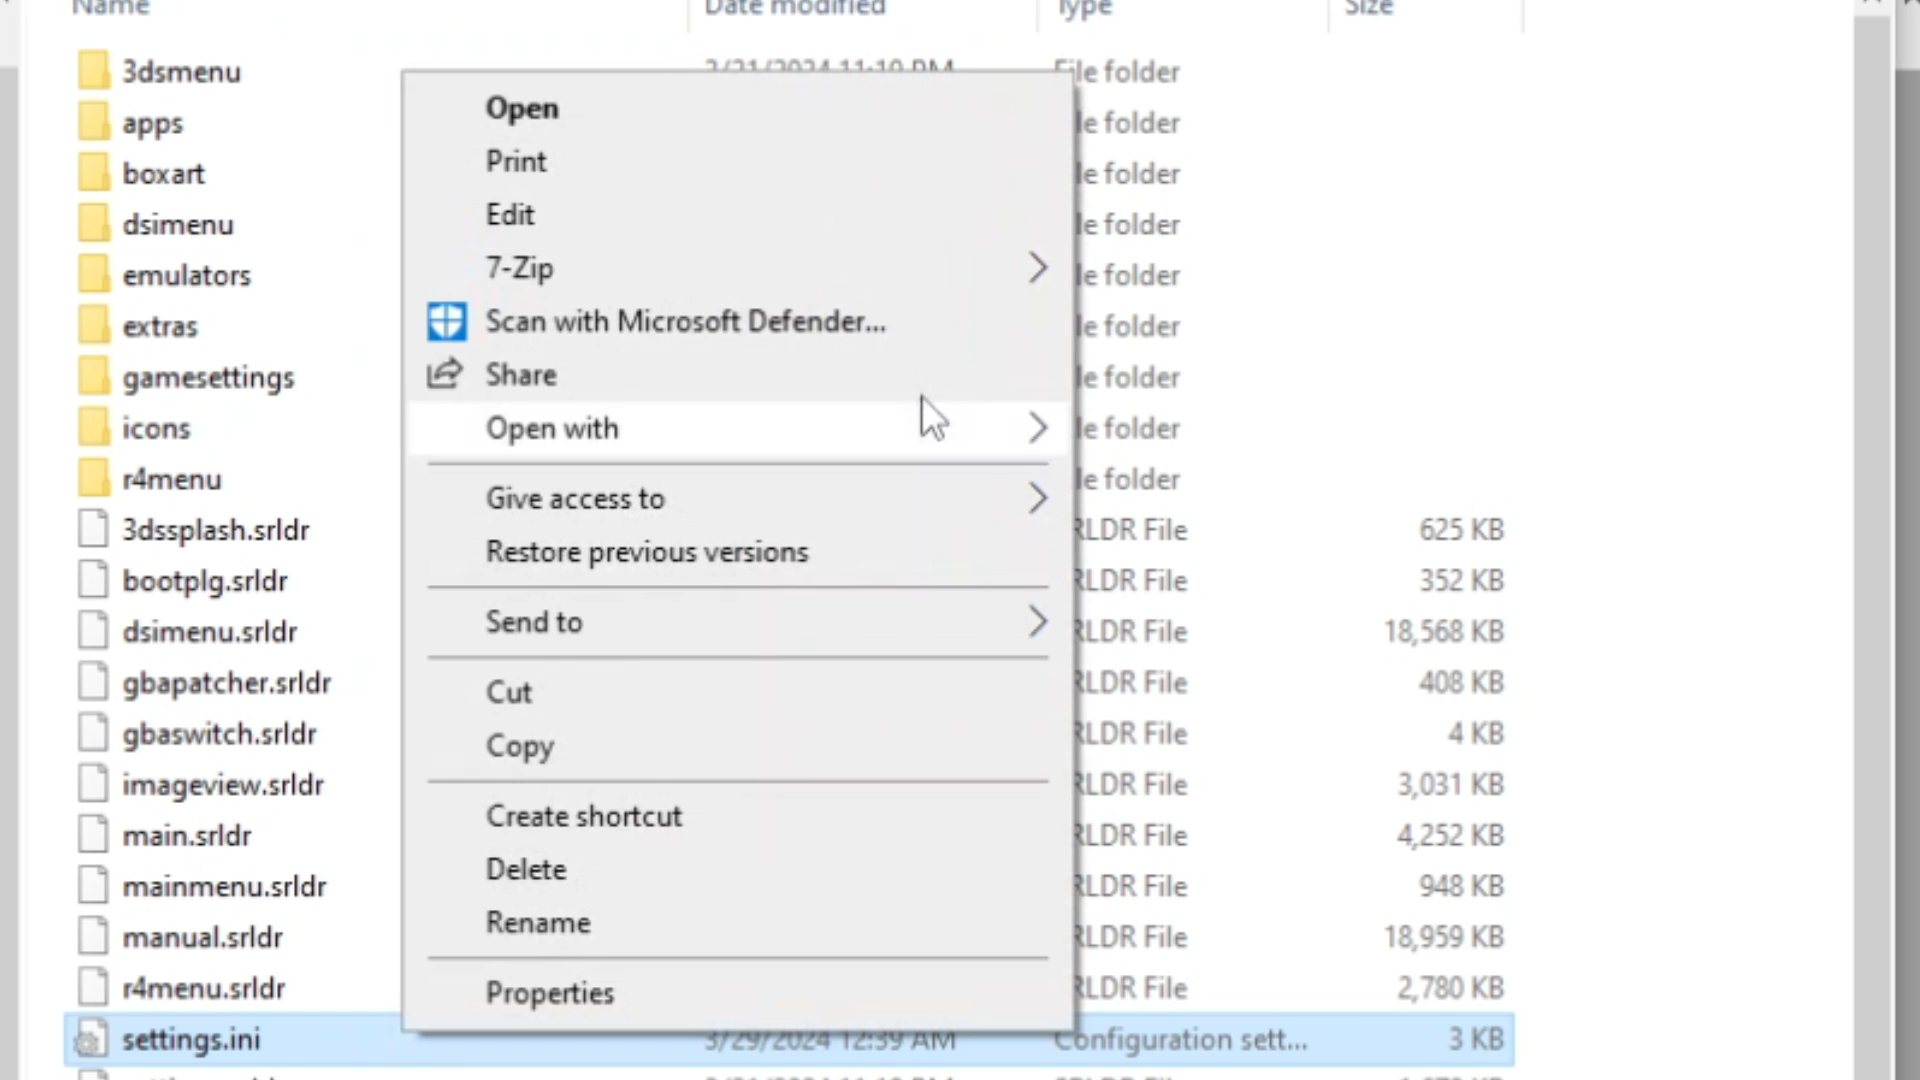 Name Date modified Type Size
3dsmenu 3/21/2024 11:10 PM File folder
Open
apps le folder
Print
boxart le folder
Edit
dsimenu le folder
7-Zip
emulators le folder
Scan with Microsoft Defender...
extras le folder
Share
gamesettings le folder
Open with
icons le folder
r4menu le folder
Give access to
3dssplash.srldr RLDR File 625 KB
Restore previous versions
bootplg.srldr RLDR File 352 KB
Send to
dsimenu.srldr RLDR File 18,568 KB
Cut
gbapatcher.srldr RLDR File 408 KB
Copy
gbaswitch.srldr RLDR File 4 KB
imageview.srldr RLDR File 3,031 KB
Create shortcut
main.srldr RLDR File 4,252 KB
Delete
mainmenu.srldr RLDR File 948 KB
Rename
manual.srldr RLDR File 18,959 KB
Properties
r4menu.srldr RLDR File 2,780 KB
settings.ini 3/29/2024 12:39 AM Configuration sett... 3 KB